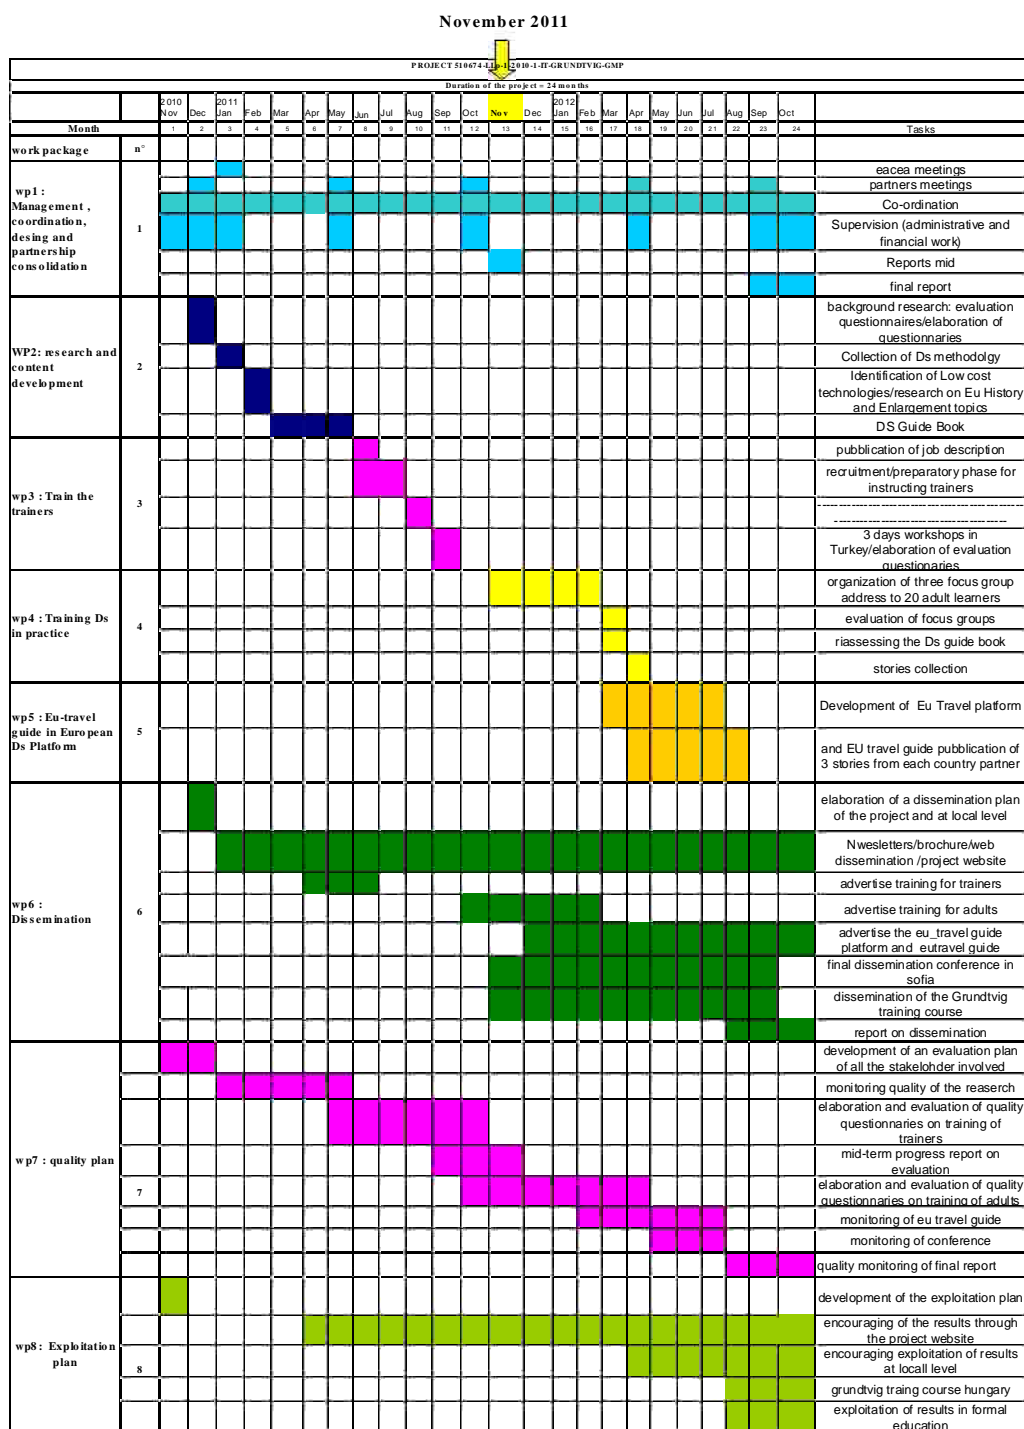 November 2011
PROJECT 510674-LLp-1-2010-1-IT-GRUNDTVIG-GMP
Duration of the project = 24 months
2010 2011 2012
Nov Dec Jan Feb Mar Apr May Jun Jul Aug Sep Oct Nov Dec Jan Feb Mar Apr May Jun Jul Aug Sep Oct
Month 1 2 3 4 5 6 7 8 9 10 11 12 13 14 15 16 17 18 19 20 21 22 23 24 Tasks
work package n°
wp1 :
Management ,
coordination,
desing and
partnership
consolidation
1
eacea meetings
partners meetings
Co-ordination
Supervision (administrative and
financial work)
Reports mid
final report
WP2: research and
content
development
2
background research: evaluation
questionnaires/elaboration of
questionnaries
Collection of Ds methodolgy
Identification of Low cost
technologies/research on Eu History
and Enlargement topics
DS Guide Book
wp3 : Train the
trainers
3
pubblication of job description
recruitment/preparatory phase for
instructing trainers
3 days workshops in
Turkey/elaboration of evaluation
questionaries
wp4 : Training Ds
in practice
4
organization of three focus group
address to 20 adult learners
evaluation of focus groups
riassessing the Ds guide book
stories collection
wp5 : Eu-travel
guide in European
Ds Platform
5
Development of Eu Travel platform
and EU travel guide pubblication of
3 stories from each country partner
wp6 :
Dissemination
6
elaboration of a dissemination plan
of the project and at local level
Nwesletters/brochure/web
dissemination /project website
advertise training for trainers
advertise training for adults
advertise the eu_travel guide
platform and eutravel guide
final dissemination conference in
sofia
dissemination of the Grundtvig
training course
report on dissemination
wp7 : quality plan
7
development of an evaluation plan
of all the stakelohder involved
monitoring quality of the reaserch
elaboration and evaluation of quality
questionnaries on training of
trainers
mid-term progress report on
evaluation
elaboration and evaluation of quality
questionnaries on training of adults
monitoring of eu travel guide
monitoring of conference
quality monitoring of final report
wp8: Exploitation
plan
8
development of the exploitation plan
encouraging of the results through
the project website
encouraging exploitation of results
at locall level
grundtvig traing course hungary
exploitation of results in formal
education